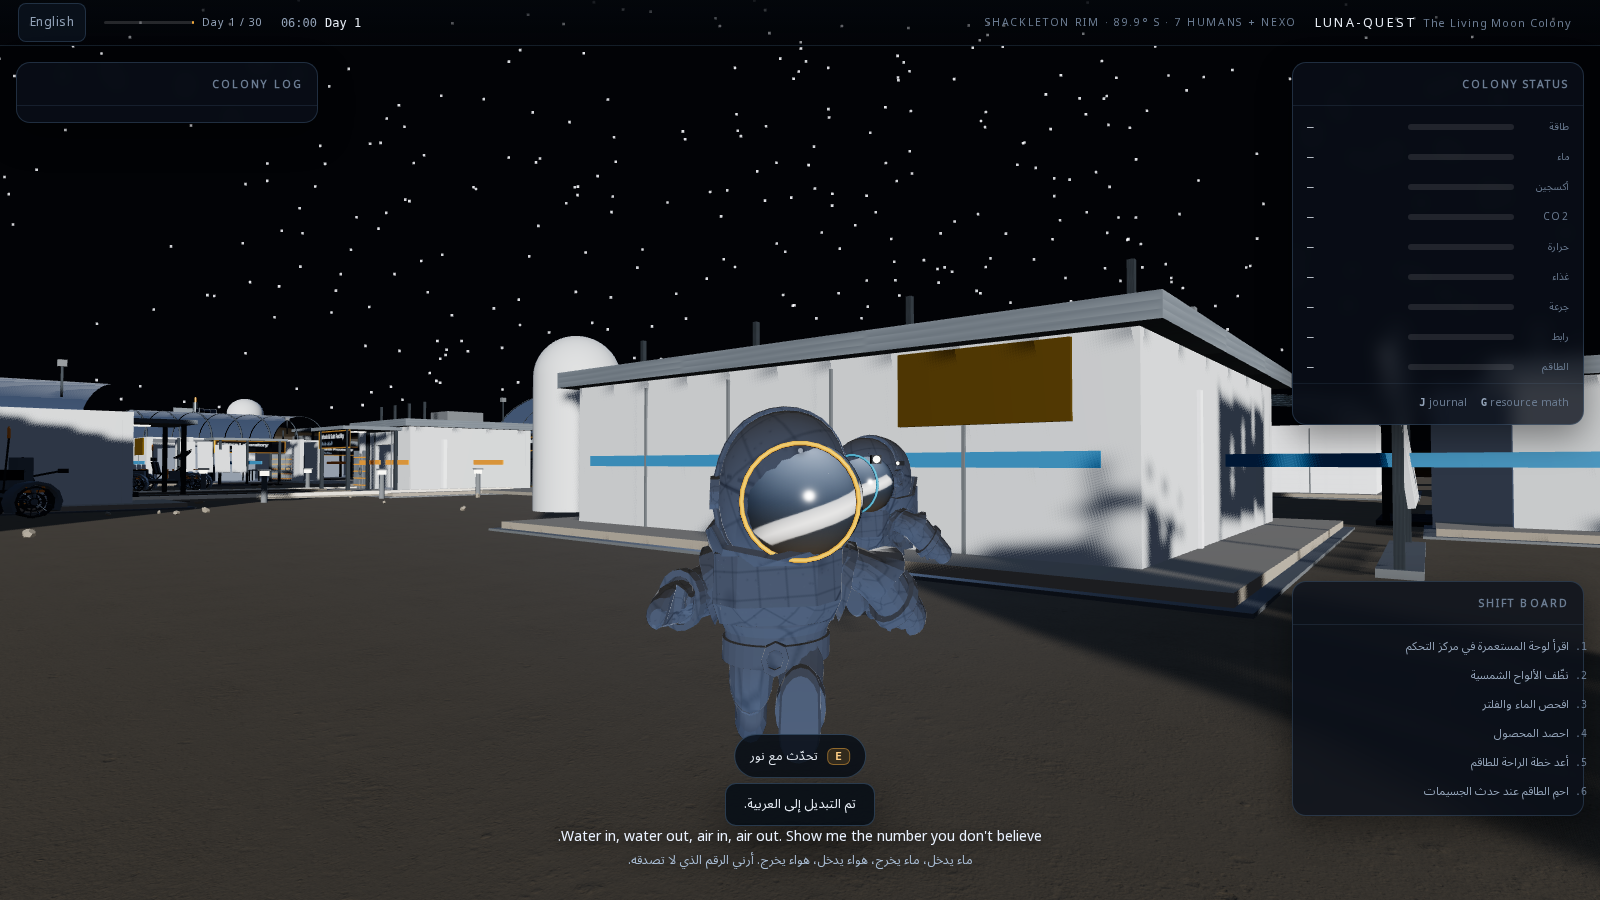 English
Day 1 / 30
06:00 Day 1
SHACKLETON RIM · 89.9° S · 7 HUMANS + NEXO
LUNA-QUEST The Living Moon Colony
COLONY LOG
COLONY STATUS
طاقة –
ماء –
أكسجين –
CO2 –
حرارة –
غذاء –
جرعة –
رابط –
الطاقم –
J journal G resource math
SHIFT BOARD
1. اقرأ لوحة المستعمرة في مركز التحكم
2. نظّف الألواح الشمسية
3. افحص الماء والفلتر
4. احصد المحصول
5. أعد خطة الراحة للطاقم
6. احمِ الطاقم عند حدث الجسيمات
E تحدّث مع نور
تم التبديل إلى العربية.
.Water in, water out, air in, air out. Show me the number you don't believe
ماء يدخل، ماء يخرج، هواء يدخل، هواء يخرج. أرني الرقم الذي لا تصدقه.